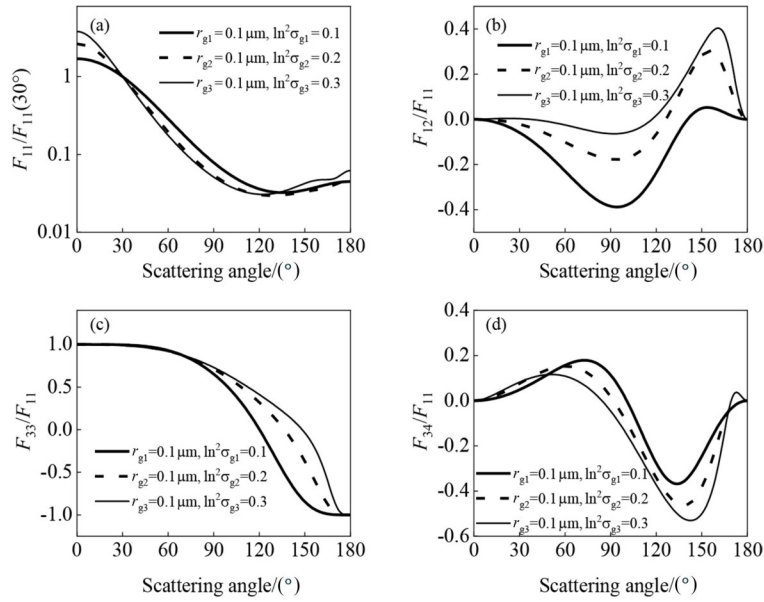 (a)
r_g1=0.1 μm, ln²σ_g1=0.1
r_g2=0.1 μm, ln²σ_g2=0.2
r_g3=0.1 μm, ln²σ_g3=0.3
F₁₁/F₁₁(30°)
1
0.1
0.01
0 30 60 90 120 150 180
Scattering angle/(°)
(b)
r_g1=0.1 μm, ln²σ_g1=0.1
r_g2=0.1 μm, ln²σ_g2=0.2
r_g3=0.1 μm, ln²σ_g3=0.3
F₁₂/F₁₁
0.4
0.2
0.0
-0.2
-0.4
0 30 60 90 120 150 180
Scattering angle/(°)
(c)
F₃₃/F₁₁
1.0
0.5
0.0
-0.5
-1.0
r_g1=0.1 μm, ln²σ_g1=0.1
r_g2=0.1 μm, ln²σ_g2=0.2
r_g3=0.1 μm, ln²σ_g3=0.3
0 30 60 90 120 150 180
Scattering angle/(°)
(d)
F₃₄/F₁₁
0.4
0.2
0.0
-0.2
-0.4
-0.6
r_g1=0.1 μm, ln²σ_g1=0.1
r_g2=0.1 μm, ln²σ_g2=0.2
r_g3=0.1 μm, ln²σ_g3=0.3
0 30 60 90 120 150 180
Scattering angle/(°)